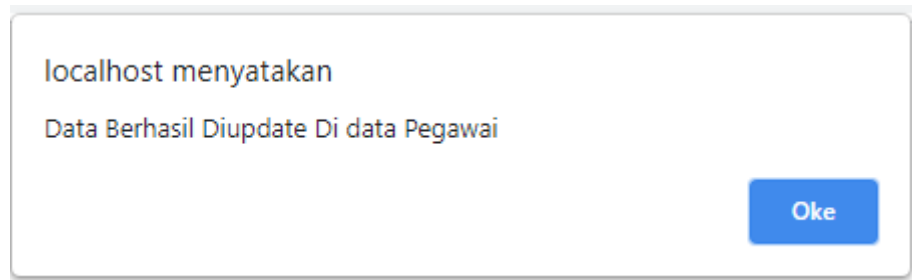 localhost menyatakan
Data Berhasil Diupdate Di data Pegawai
Oke